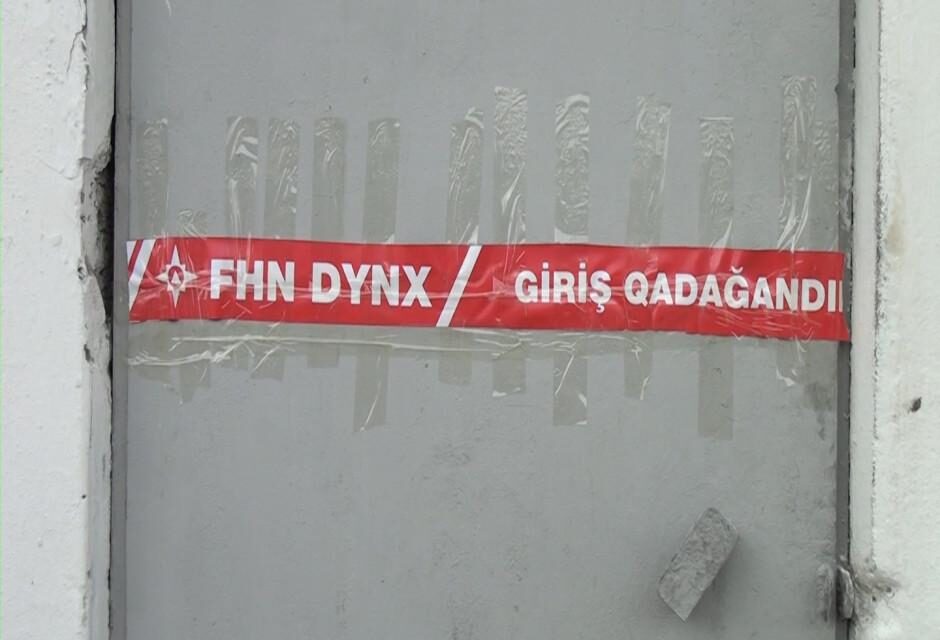 FHN DYNX / GİRİŞ QADAĞANDI